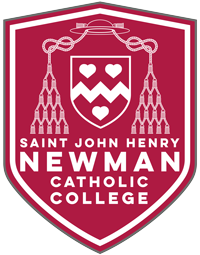 SAINT JOHN HENRY
NEWMAN
CATHOLIC
COLLEGE